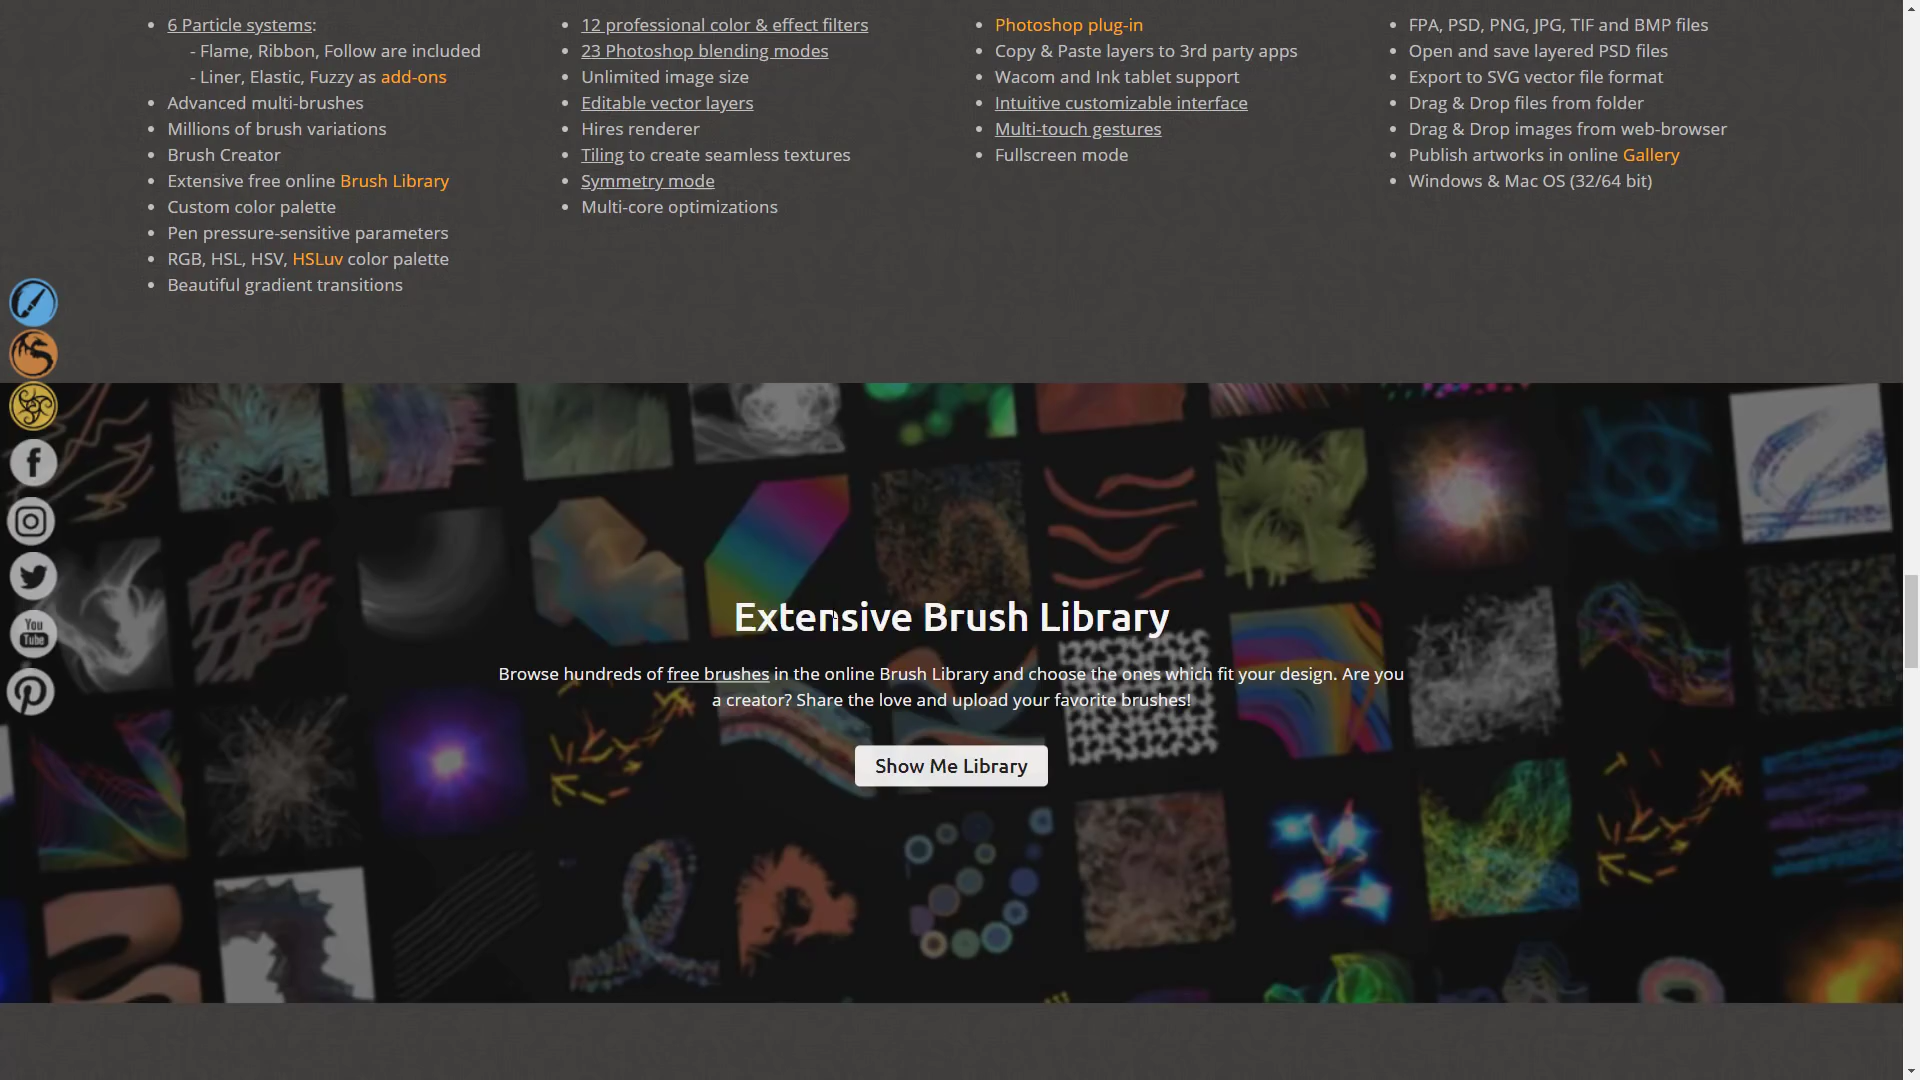 6 Particle systems:
- Flame, Ribbon, Follow are included
- Liner, Elastic, Fuzzy as add-ons
Advanced multi-brushes
Millions of brush variations
Brush Creator
Extensive free online Brush Library
Custom color palette
Pen pressure-sensitive parameters
RGB, HSL, HSV, HSLuv color palette
Beautiful gradient transitions
12 professional color & effect filters
23 Photoshop blending modes
Unlimited image size
Editable vector layers
Hires renderer
Tiling to create seamless textures
Symmetry mode
Multi-core optimizations
Photoshop plug-in
Copy & Paste layers to 3rd party apps
Wacom and Ink tablet support
Intuitive customizable interface
Multi-touch gestures
Fullscreen mode
FPA, PSD, PNG, JPG, TIF and BMP files
Open and save layered PSD files
Export to SVG vector file format
Drag & Drop files from folder
Drag & Drop images from web-browser
Publish artworks in online Gallery
Windows & Mac OS (32/64 bit)
You
Tube
Extensive Brush Library
Browse hundreds of free brushes in the online Brush Library and choose the ones which fit your design. Are you
a creator? Share the love and upload your favorite brushes!
Show Me Library